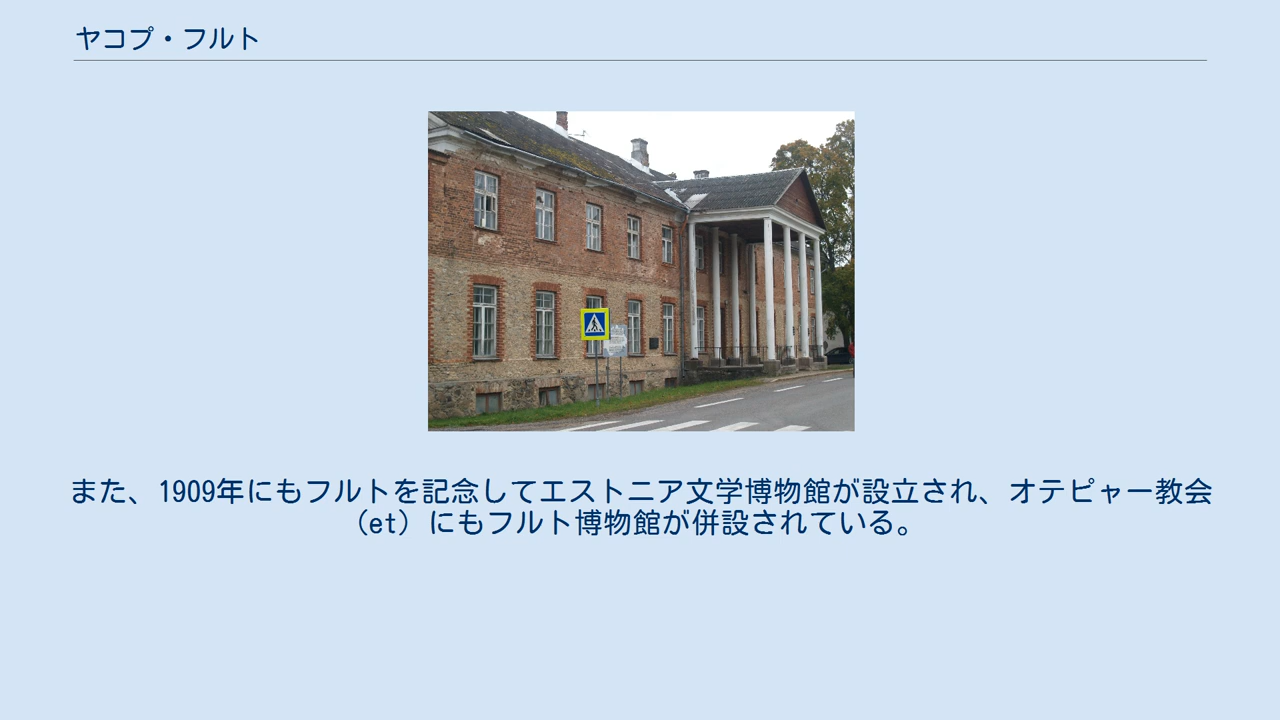 ヤコプ・フルト
また、1909年にもフルトを記念してエストニア文学博物館が設立され、オテピャー教会
（et）にもフルト博物館が併設されている。